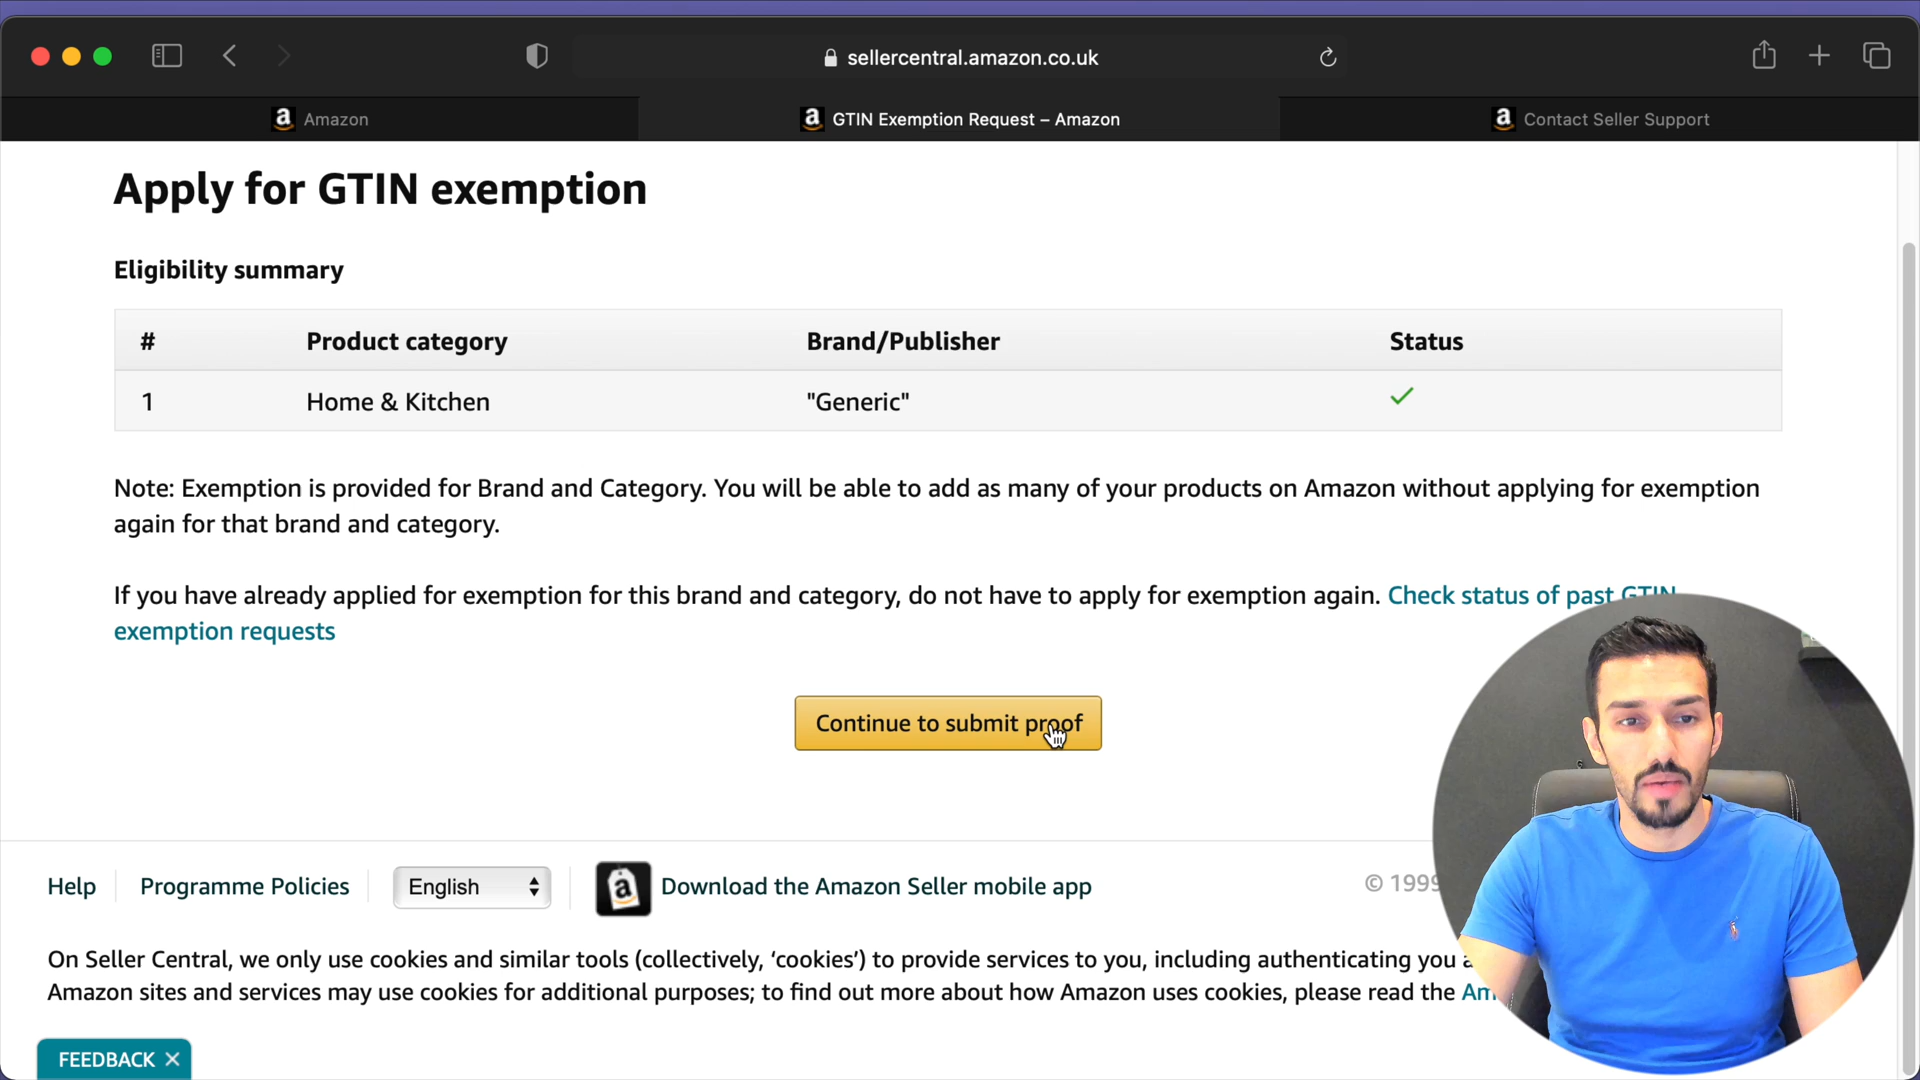 sellercentral.amazon.co.uk
Amazon
GTIN Exemption Request – Amazon
Contact Seller Support
Apply for GTIN exemption
Eligibility summary
# Product category Brand/Publisher Status
1 Home & Kitchen "Generic"
Note: Exemption is provided for Brand and Category. You will be able to add as many of your products on Amazon without applying for exemption
again for that brand and category.
If you have already applied for exemption for this brand and category, do not have to apply for exemption again. Check status of past GTIN
exemption requests
Continue to submit proof
Help Programme Policies English Download the Amazon Seller mobile app © 1999
On Seller Central, we only use cookies and similar tools (collectively, ‘cookies’) to provide services to you, including authenticating you
Amazon sites and services may use cookies for additional purposes; to find out more about how Amazon uses cookies, please read the
FEEDBACK ×